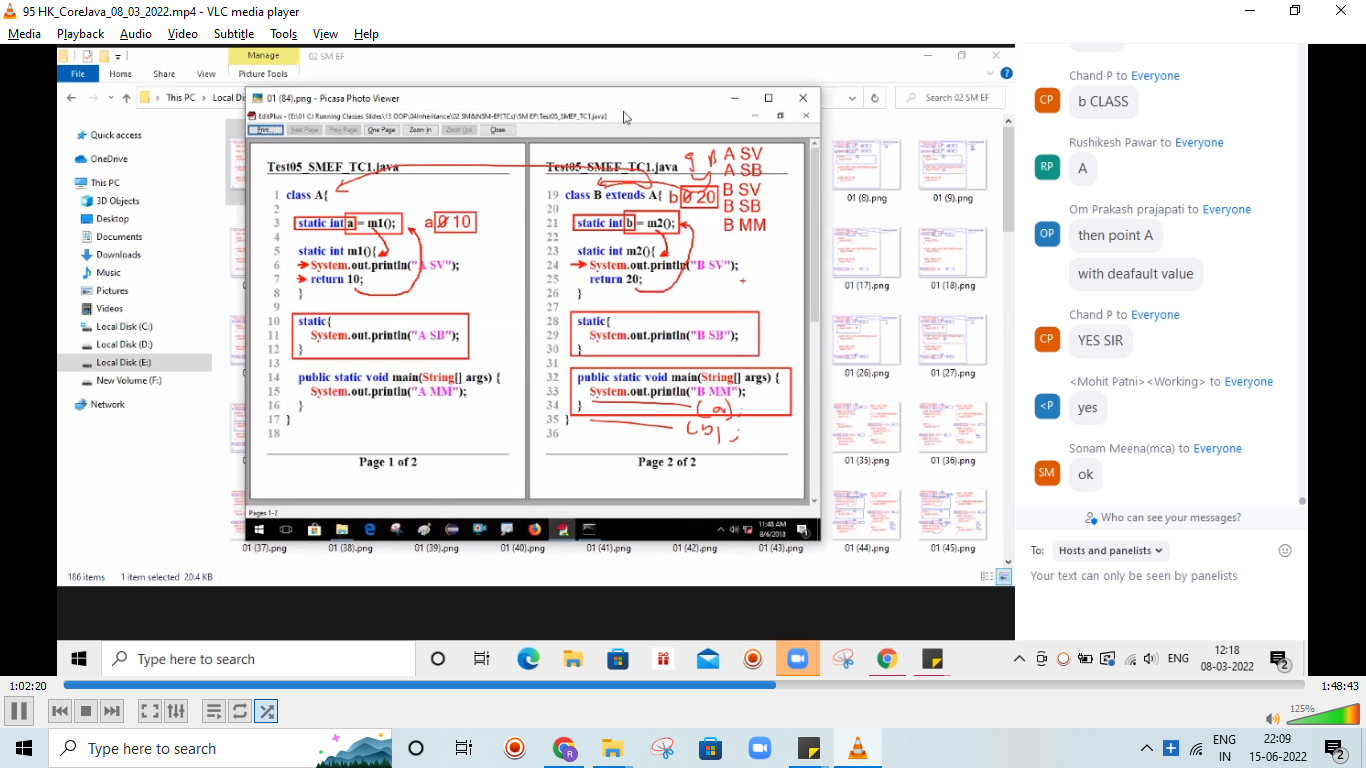 95 HK_CoreJava_08_03_2022.mp4 - VLC media player
Media Playback Audio Video Subtitle Tools View Help
Manage 02 SM EF
File Home Share View Picture Tools
This PC Local Di
Search 02 SM EF
Quick access
OneDrive
This PC
3D Objects
Desktop
Documents
Downloads
Music
Pictures
Videos
Local Disk (C:)
Local Disk (D:)
Local Disk (E:)
New Volume (F:)
Network
01 (84).png - Picasa Photo Viewer
EditPlus - [E:\01 CJ Running Classes Slides\13 OOP\04Inheritance\02 SM&NSM-EF(TCs)\SM EF\Test05_SMEF_TC1.java]
Print... Next Page Prev Page One Page Zoom In Zoom Out Close
Test05_SMEF_TC1.java
1 class A{
2
3 static int a = m1();
a 0 10
4
5 static int m1(){
6 System.out.println("A SV");
7 return 10;
8 }
9
10 static{
11 System.out.println("A SB");
12 }
13
14 public static void main(String[] args) {
15 System.out.println("A MM");
16 }
17 }
18
Page 1 of 2
Test05_SMEF_TC1.java
19 class B extends A{
b 0 20
20
21 static int b = m2();
22
23 static int m2(){
24 System.out.println("B SV");
25 return 20;
26 }
27
28 static{
29 System.out.println("B SB");
30 }
31
32 public static void main(String[] args) {
33 System.out.println("B MM");
34 }
(a);
35 }
(b);
36
Page 2 of 2
A SV
A SB
B SV
B SB
B MM
Pages 1-2
11:48 AM
8/6/2018
01 (8).png 01 (9).png
01 (17).png 01 (18).png
01 (26).png 01 (27).png
01 (35).png 01 (36).png
01 (37).png 01 (38).png 01 (39).png 01 (40).png 01 (41).png 01 (42).png 01 (43).png 01 (44).png 01 (45).png
186 items 1 item selected 20.4 KB
Chand P to Everyone
CP
b CLASS
Rushikesh Pawar to Everyone
RP
A
Om Prakash prajapati to Everyone
OP
then point A
with deafault value
Chand P to Everyone
CP
YES SIR
<Mohit Patni><Working> to Everyone
<P
yes
Sonam Meena(mca) to Everyone
SM
ok
Who can see your messages?
To: Hosts and panelists
Your text can only be seen by panelists
Type here to search
ENG
12:18
08-03-2022
2
1:02:20
1:48:43
125%
Type here to search
ENG
IN
22:09
15-06-2022
2